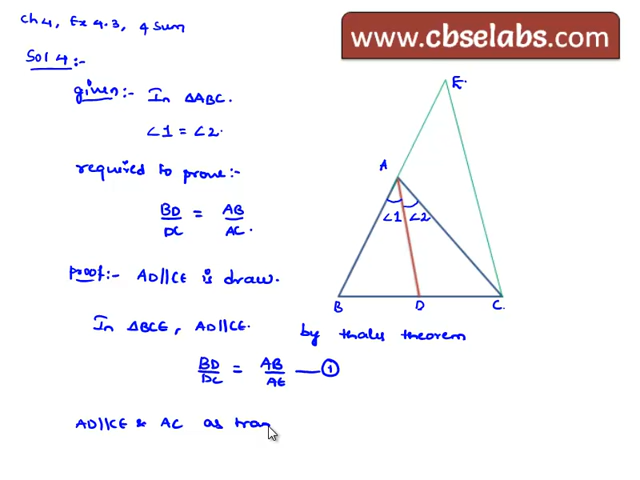 Ch 4, Ex 4.3, 4 Sum
www.cbselabs.com
Sol 4:-
given:- In ΔABC.
∠1 = ∠2.
required to prove:-
BD/DC = AB/AC.
proof:- AD||CE is draw.
In ΔBCE, AD||CE. by thales theorem
BD/DC = AB/AE —①
AD||CE & AC as tran
E.
A
∠1 ∠2
B D C.